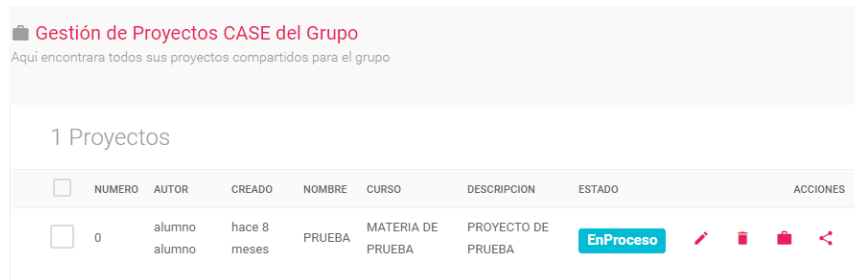 Gestión de Proyectos CASE del Grupo
Aquí encontrara todos sus proyectos compartidos para el grupo
1 Proyectos
NUMERO AUTOR CREADO NOMBRE CURSO DESCRIPCION ESTADO ACCIONES
0 alumno alumno hace 8 meses PRUEBA MATERIA DE PRUEBA PROYECTO DE PRUEBA EnProceso